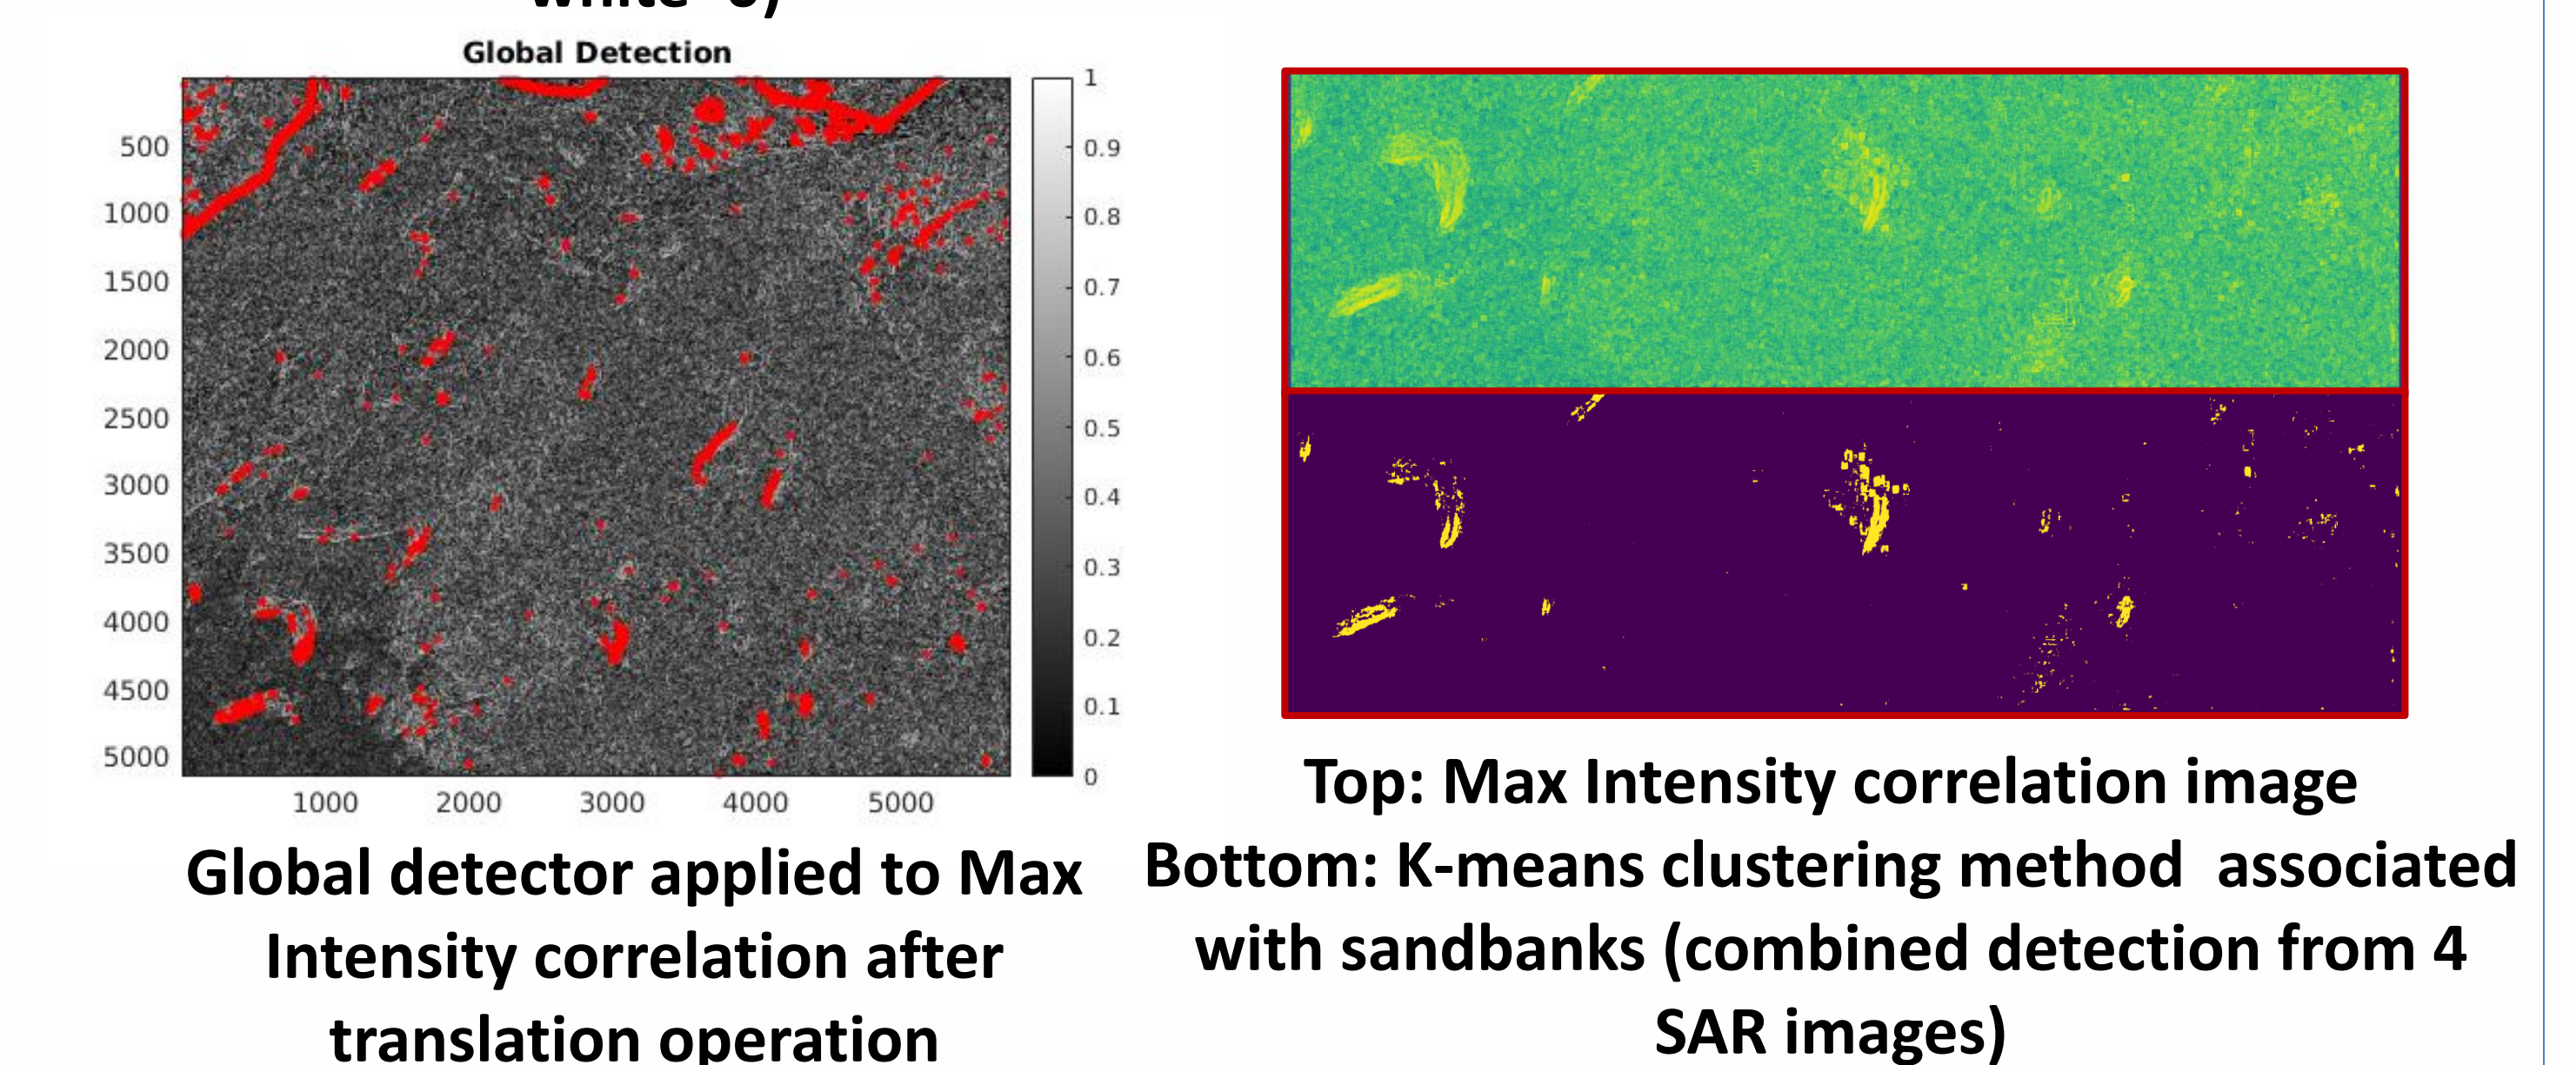 white=6)
Global Detection
500
1000
1500
2000
2500
3000
3500
4000
4500
5000
1000 2000 3000 4000 5000
1
0.9
0.8
0.7
0.6
0.5
0.4
0.3
0.2
0.1
0
Global detector applied to Max
Intensity correlation after
translation operation
Top: Max Intensity correlation image
Bottom: K-means clustering method associated
with sandbanks (combined detection from 4
SAR images)